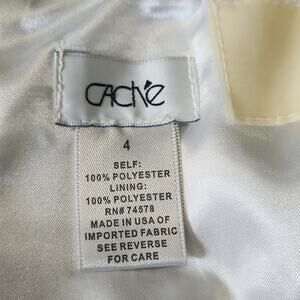 CAché
4
SELF:
100% POLYESTER
LINING:
100% POLYESTER
RN# 74578
MADE IN USA OF
IMPORTED FABRIC
SEE REVERSE
FOR CARE